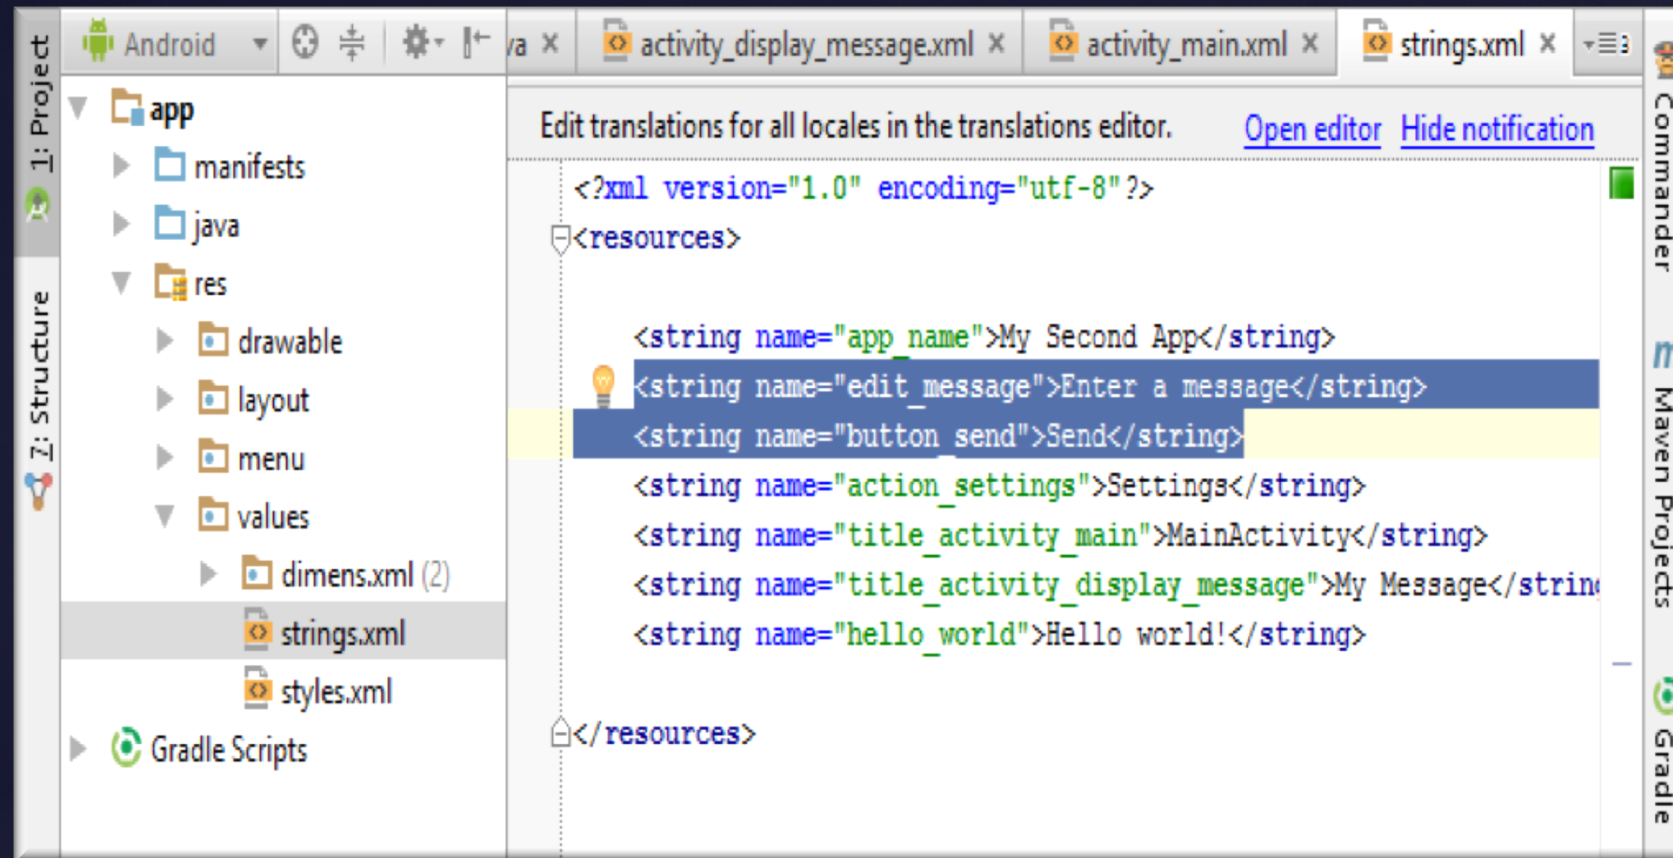 1: Project
7: Structure
Android
app
manifests
java
res
drawable
layout
menu
values
dimens.xml (2)
strings.xml
styles.xml
Gradle Scripts
va × activity_display_message.xml × activity_main.xml × strings.xml × 3
Edit translations for all locales in the translations editor. Open editor Hide notification
<?xml version="1.0" encoding="utf-8"?>
<resources>
<string name="app_name">My Second App</string>
<string name="edit_message">Enter a message</string>
<string name="button_send">Send</string>
<string name="action_settings">Settings</string>
<string name="title_activity_main">MainActivity</string>
<string name="title_activity_display_message">My Message</string
<string name="hello_world">Hello world!</string>
</resources>
Commander
m Maven Projects
Gradle